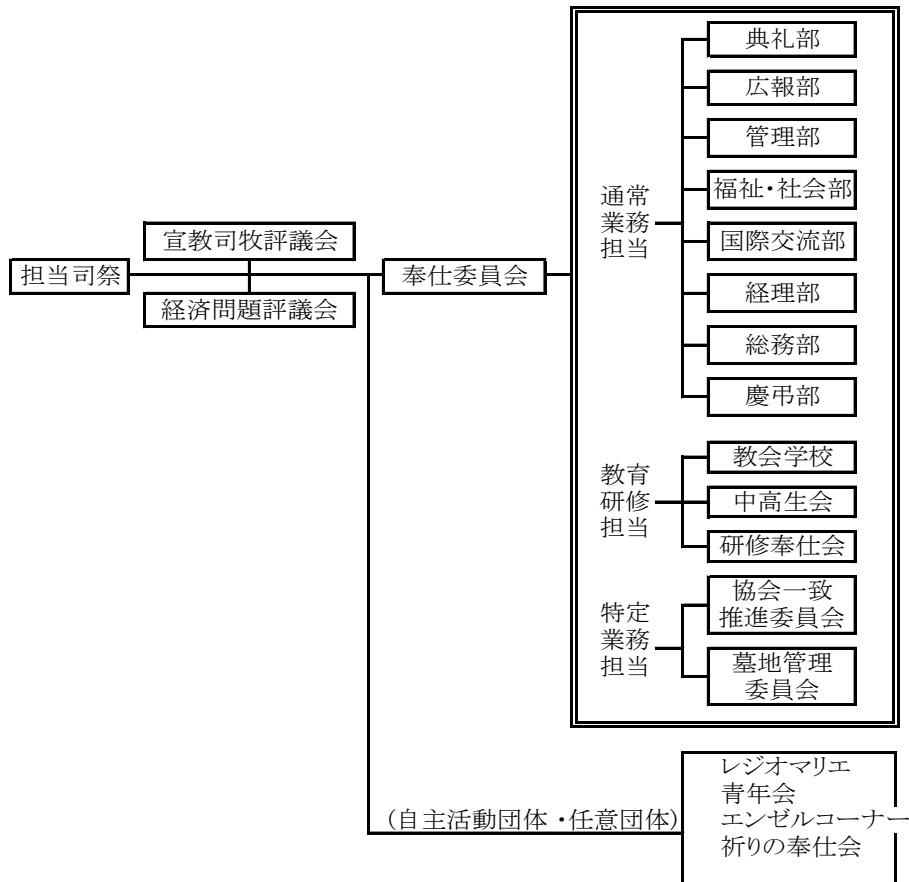 担当司祭
宣教司牧評議会
経済問題評議会
奉仕委員会
通常
業務
担当
典礼部
広報部
管理部
福祉・社会部
国際交流部
経理部
総務部
慶弔部
教育
研修
担当
教会学校
中高生会
研修奉仕会
特定
業務
担当
協会一致
推進委員会
墓地管理
委員会
(自主活動団体・任意団体)
レジオマリエ
青年会
エンゼルコーナー
祈りの奉仕会